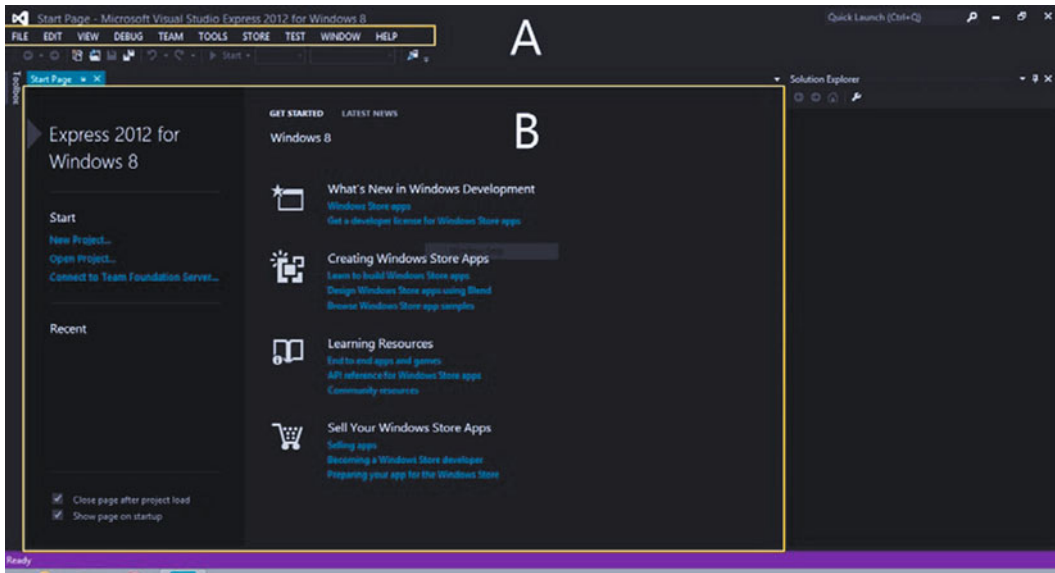 Start Page - Microsoft Visual Studio Express 2012 for Windows 8
Quick Launch (Ctrl+Q)
FILE EDIT VIEW DEBUG TEAM TOOLS STORE TEST WINDOW HELP
A
Start
Toolbox
Start Page
Solution Explorer
B
Express 2012 for
Windows 8
Start
New Project...
Open Project...
Connect to Team Foundation Server...
Recent
Close page after project load
Show page on startup
GET STARTED LATEST NEWS
Windows 8
What's New in Windows Development
Windows Store apps
Get a developer license for Windows Store apps
Creating Windows Store Apps
Learn to build Windows Store apps
Design Windows Store apps using Blend
Browse Windows Store app samples
Learning Resources
End to end apps and games
API reference for Windows Store apps
Community resources
Sell Your Windows Store Apps
Selling apps
Becoming a Windows Store developer
Preparing your app for the Windows Store
Ready